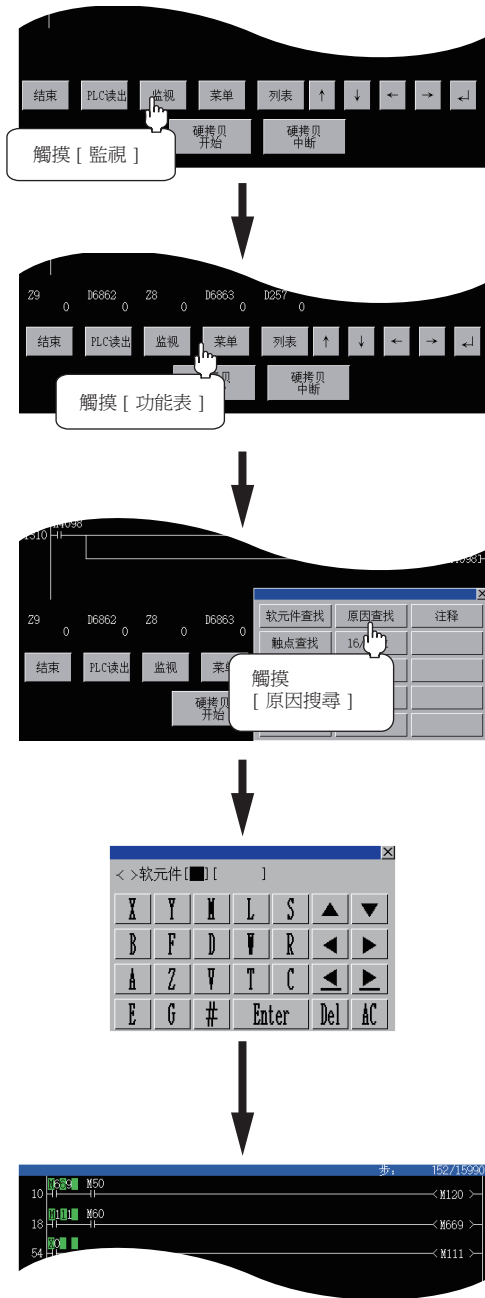 结束 PLC读出 监视 菜单 列表 ↑ ↓ ← → ↵
硬拷贝 硬拷贝
开始 中断
觸摸 [ 監視 ]
Z9 D6862 Z8 D6863 D257
0 0 0 0 0
结束 PLC读出 监视 菜单 列表 ↑ ↓ ← → ↵
硬拷贝
中断
觸摸 [ 功能表 ]
软元件查找 原因查找 注释
触点查找 16/
Z9 D6862 Z8 D6863
0 0 0 0
结束 PLC读出 监视
硬拷贝
开始
觸摸
[ 原因搜尋 ]
< >软元件[ ][ ]
X Y M L S ▲ ▼
B F D W R ◀ ▶
A Z V T C ◀ ▶
E G # Enter Del AC
步: 152/15990
M50
10 M120
M111 M60
18 M669
54 M111